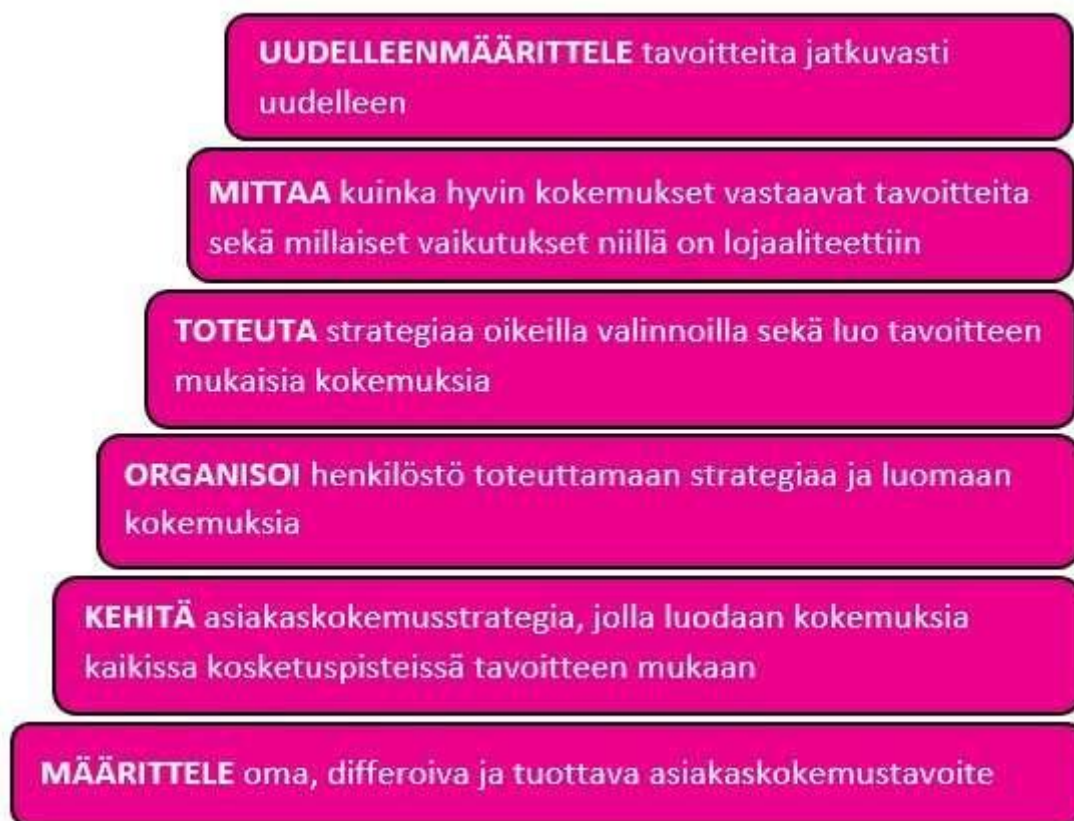 UUDELLEENMÄÄRITTELE tavoitteita jatkuvasti
uudelleen
MITTAA kuinka hyvin kokemukset vastaavat tavoitteita
sekä millaiset vaikutukset niillä on lojaaliteettiin
TOTEUTA strategiaa oikeilla valinnoilla sekä luo tavoitteen
mukaisia kokemuksia
ORGANISOI henkilöstö toteuttamaan strategiaa ja luomaan
kokemuksia
KEHITÄ asiakaskokemusstrategia, jolla luodaan kokemuksia
kaikissa kosketuspisteissä tavoitteen mukaan
MÄÄRITTELE oma, differoiva ja tuottava asiakaskokemustavoite